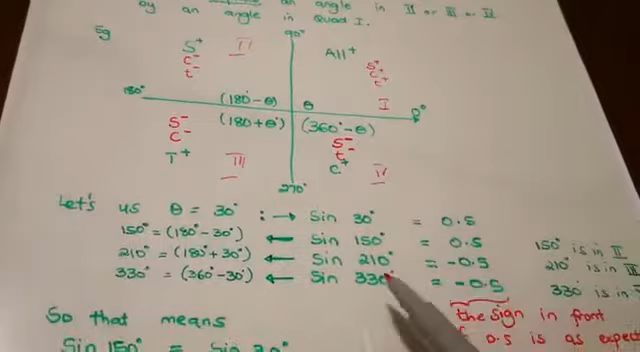 by an angle in Quad I.
an angle in II or III or IV
Eg
90°
S⁺
C⁻
t⁻
II
All⁺
S⁺
C⁺
t⁺
I
180°
(180°-θ)
θ
0°
(180°+θ)
(360°-θ)
S⁻
C⁻
T⁺
III
S⁻
t⁻
C⁺
IV
270°
Let's us θ = 30° : → Sin 30° = 0.5
150° = (180°-30°) ← Sin 150° = 0.5
210° = (180°+30°) ← Sin 210° = -0.5
330° = (360°-30°) ← Sin 330° = -0.5
150° is in II
210° is in III
330° is in
the sign in front
0.5 is as expect
So that means
Sin 150° = Sin 30°